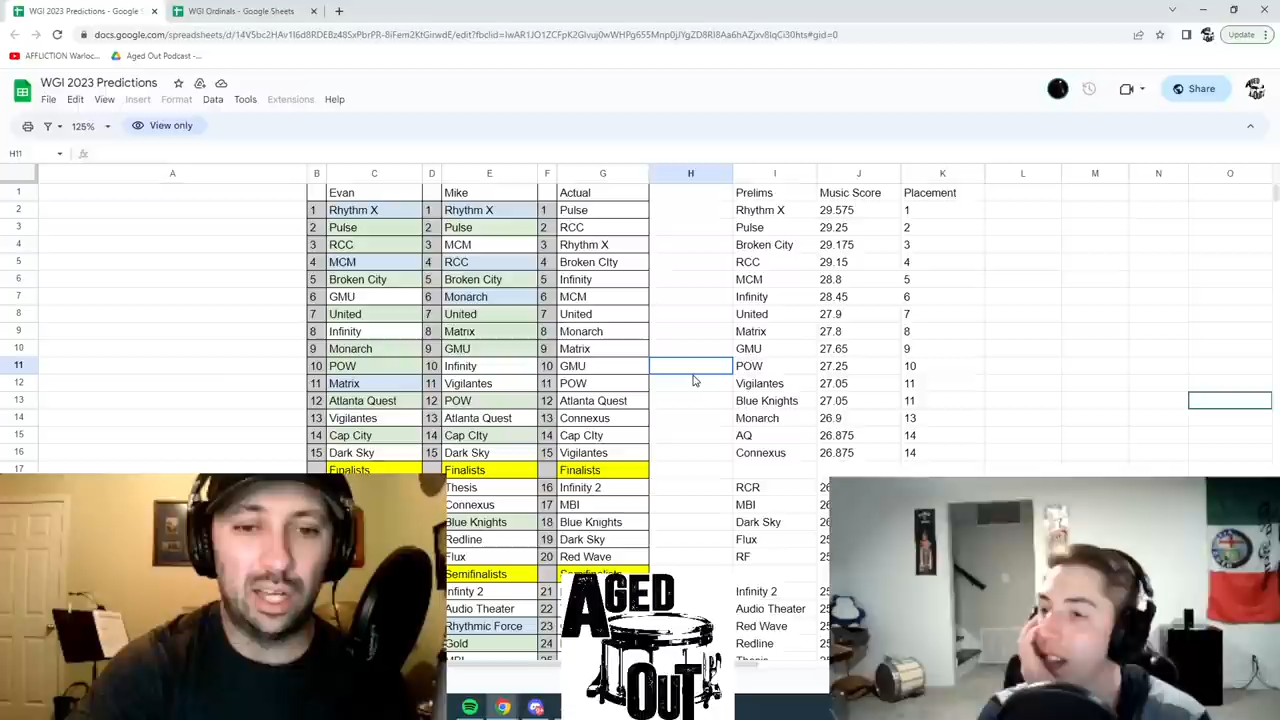 WGI 2023 Predictions - Google S
WGI Ordinals - Google Sheets
docs.google.com/spreadsheets/d/
Update
AFFLICTION Warloc...
Aged Out Podcast -...
WGI 2023 Predictions
File Edit View Insert Format Data Tools Extensions Help
Share
125% View only
H11 fx
A B C D E F G H I J K L M N O
1 Evan Mike Actual Prelims Music Score Placement
2 1 Rhythm X 1 Rhythm X 1 Pulse Rhythm X 29.575 1
3 2 Pulse 2 Pulse 2 RCC Pulse 29.25 2
4 3 RCC 3 MCM 3 Rhythm X Broken City 29.175 3
5 4 MCM 4 RCC 4 Broken CIty RCC 29.15 4
6 5 Broken City 5 Broken City 5 Infinity MCM 28.8 5
7 6 GMU 6 Monarch 6 MCM Infinity 28.45 6
8 7 United 7 United 7 United United 27.9 7
9 8 Infinity 8 Matrix 8 Monarch Matrix 27.8 8
10 9 Monarch 9 GMU 9 Matrix GMU 27.65 9
11 10 POW 10 Infinity 10 GMU POW 27.25 10
12 11 Matrix 11 Vigilantes 11 POW Vigilantes 27.05 11
13 12 Atlanta Quest 12 POW 12 Atlanta Quest Blue Knights 27.05 11
14 13 Vigilantes 13 Atlanta Quest 13 Connexus Monarch 26.9 13
15 14 Cap City 14 Cap CIty 14 Cap CIty AQ 26.875 14
16 15 Dark Sky 15 Dark Sky 15 Vigilantes Connexus 26.875 14
17 Finalists Finalists Finalists
Thesis 16 Infinity 2 RCR
Connexus 17 MBI MBI
Blue Knights 18 Blue Knights Dark Sky
Redline 19 Dark Sky Flux
Flux 20 Red Wave RF
Semifinalists
Infinity 2 21 Infinity 2
Audio Theater 22 Audio Theater
Rhythmic Force 23 Red Wave
Gold 24 Redline
AGED
OUT